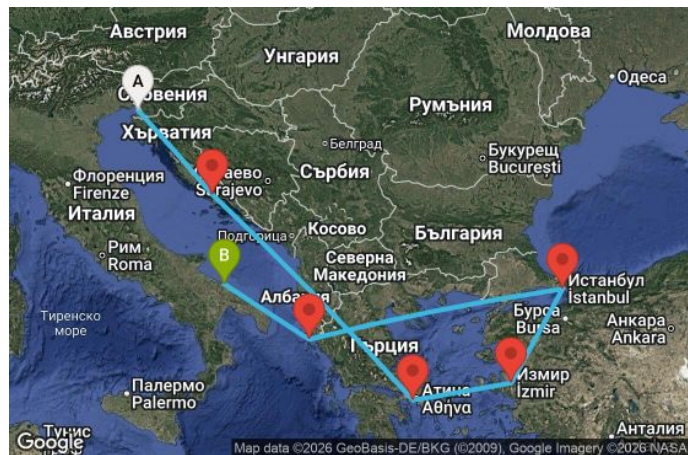 Австрия
Молдова
Унгария
A
Словения
Одеса
Румъния
Хърватия
Белград
Букурещ
București
Флоренция
Firenze
Sarajevo
Сърбия
Италия
Подгорица
Косово
България
Рим
Roma
B
Северна
Македония
Албания
Истанбул
İstanbul
Тиренско
море
Бурса
Bursa
Анкара
Ankara
Гърция
Палермо
Palermo
Атина
Αθήνα
Измир
İzmir
Анталия
Тунис
Google
Map data ©2026 GeoBasis-DE/BKG (©2009), Google Imagery ©2026 NASA